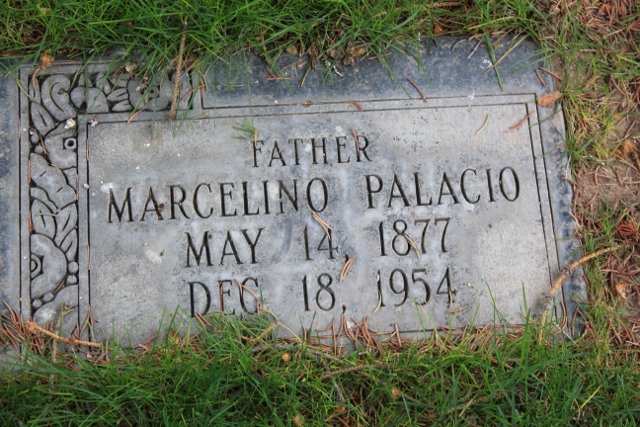 FATHER
MARCELINO PALACIO
MAY 14, 1877
DEC 18, 1954